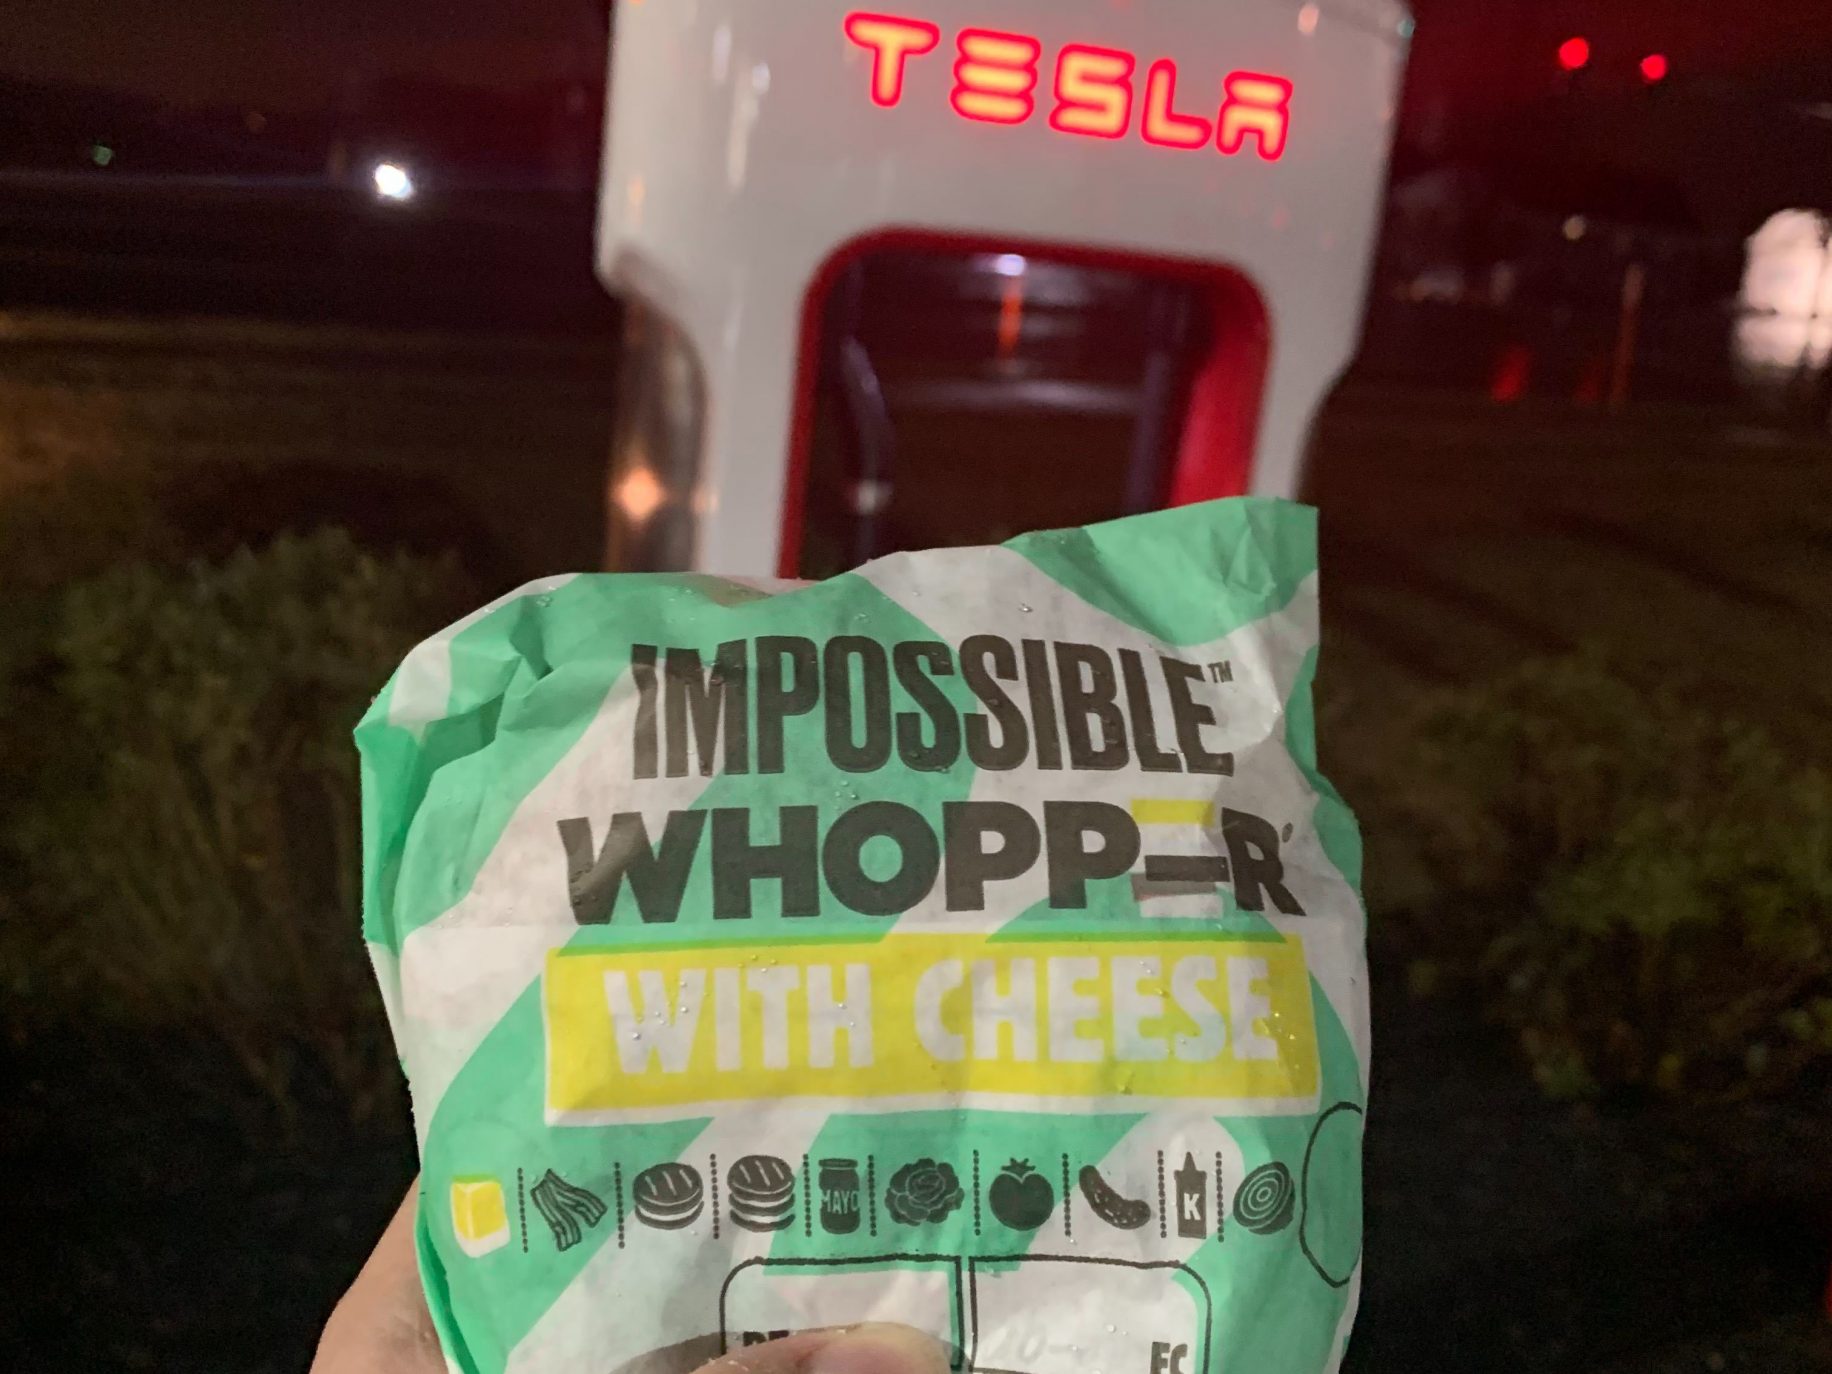 TESLA
IMPOSSIBLE™
WHOPPER®
WITH CHEESE
MAYO
K